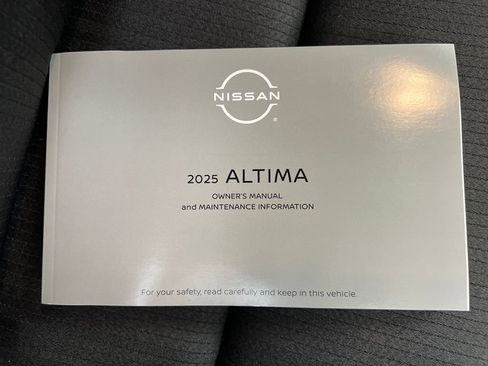 NISSAN
®
2025 ALTIMA
OWNER'S MANUAL
and MAINTENANCE INFORMATION
For your safety, read carefully and keep in this vehicle.